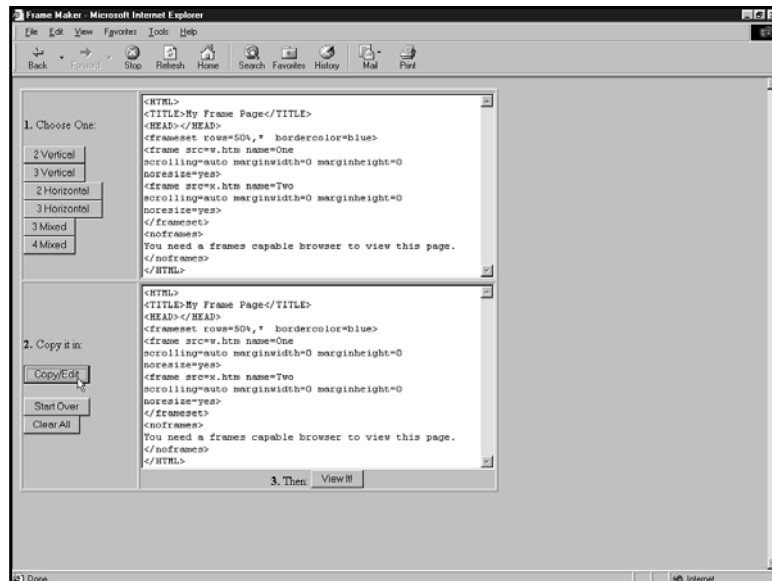 Frame Maker - Microsoft Internet Explorer
File Edit View Favorites Tools Help
Back Forward Stop Refresh Home Search Favorites History Mail Print
1. Choose One:
2 Vertical
3 Vertical
2 Horizontal
3 Horizontal
3 Mixed
4 Mixed
<HTML>
<TITLE>My Frame Page</TITLE>
<HEAD></HEAD>
<frameset rows=50%,*  bordercolor=blue>
<frame src=w.htm name=One
scrolling=auto marginwidth=0 marginheight=0
noresize=yes>
<frame src=x.htm name=Two
scrolling=auto marginwidth=0 marginheight=0
noresize=yes>
</frameset>
<noframes>
You need a frames capable browser to view this page.
</noframes>
</HTML>
2. Copy it in:
Copy/Edit
Start Over
Clear All
<HTML>
<TITLE>My Frame Page</TITLE>
<HEAD></HEAD>
<frameset rows=50%,*  bordercolor=blue>
<frame src=w.htm name=One
scrolling=auto marginwidth=0 marginheight=0
noresize=yes>
<frame src=x.htm name=Two
scrolling=auto marginwidth=0 marginheight=0
noresize=yes>
</frameset>
<noframes>
You need a frames capable browser to view this page.
</noframes>
</HTML>
3. Then: View It!
Done Internet